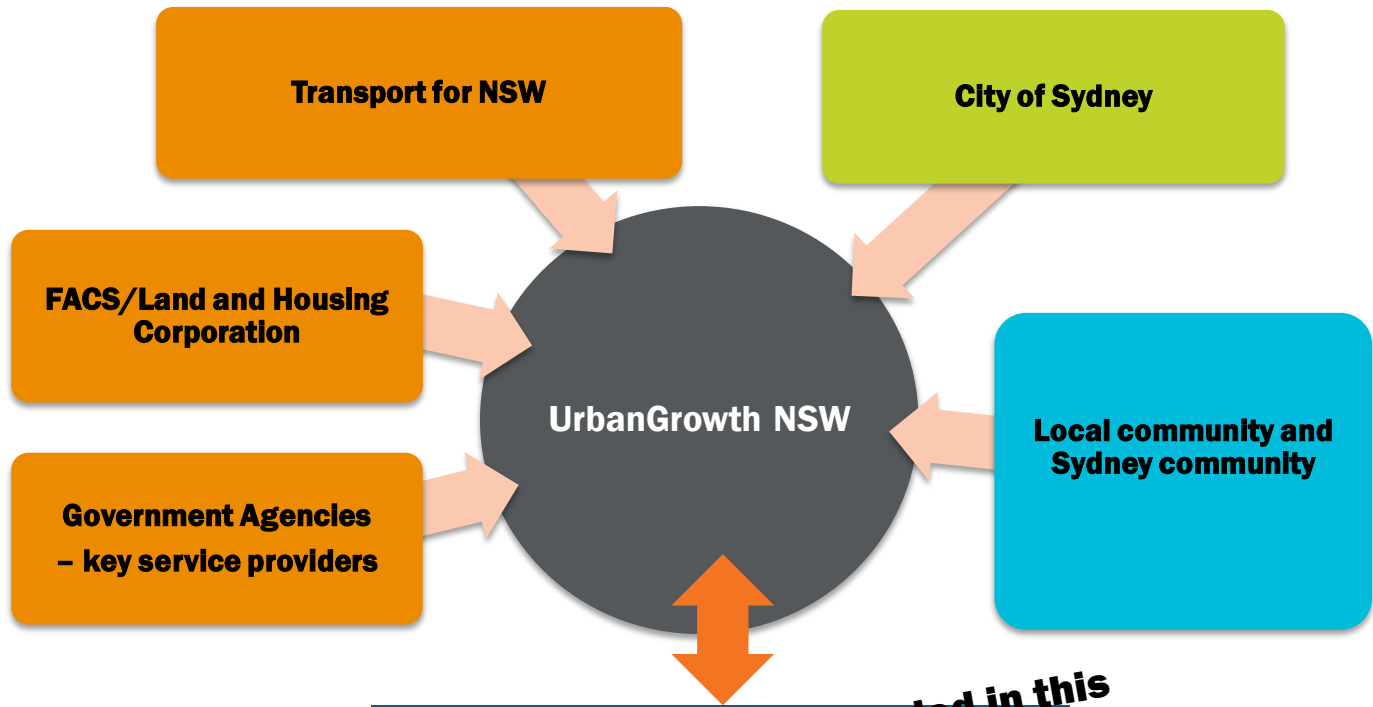 Transport for NSW
City of Sydney
FACS/Land and Housing
Corporation
UrbanGrowth NSW
Local community and
Sydney community
Government Agencies
– key service providers
in this